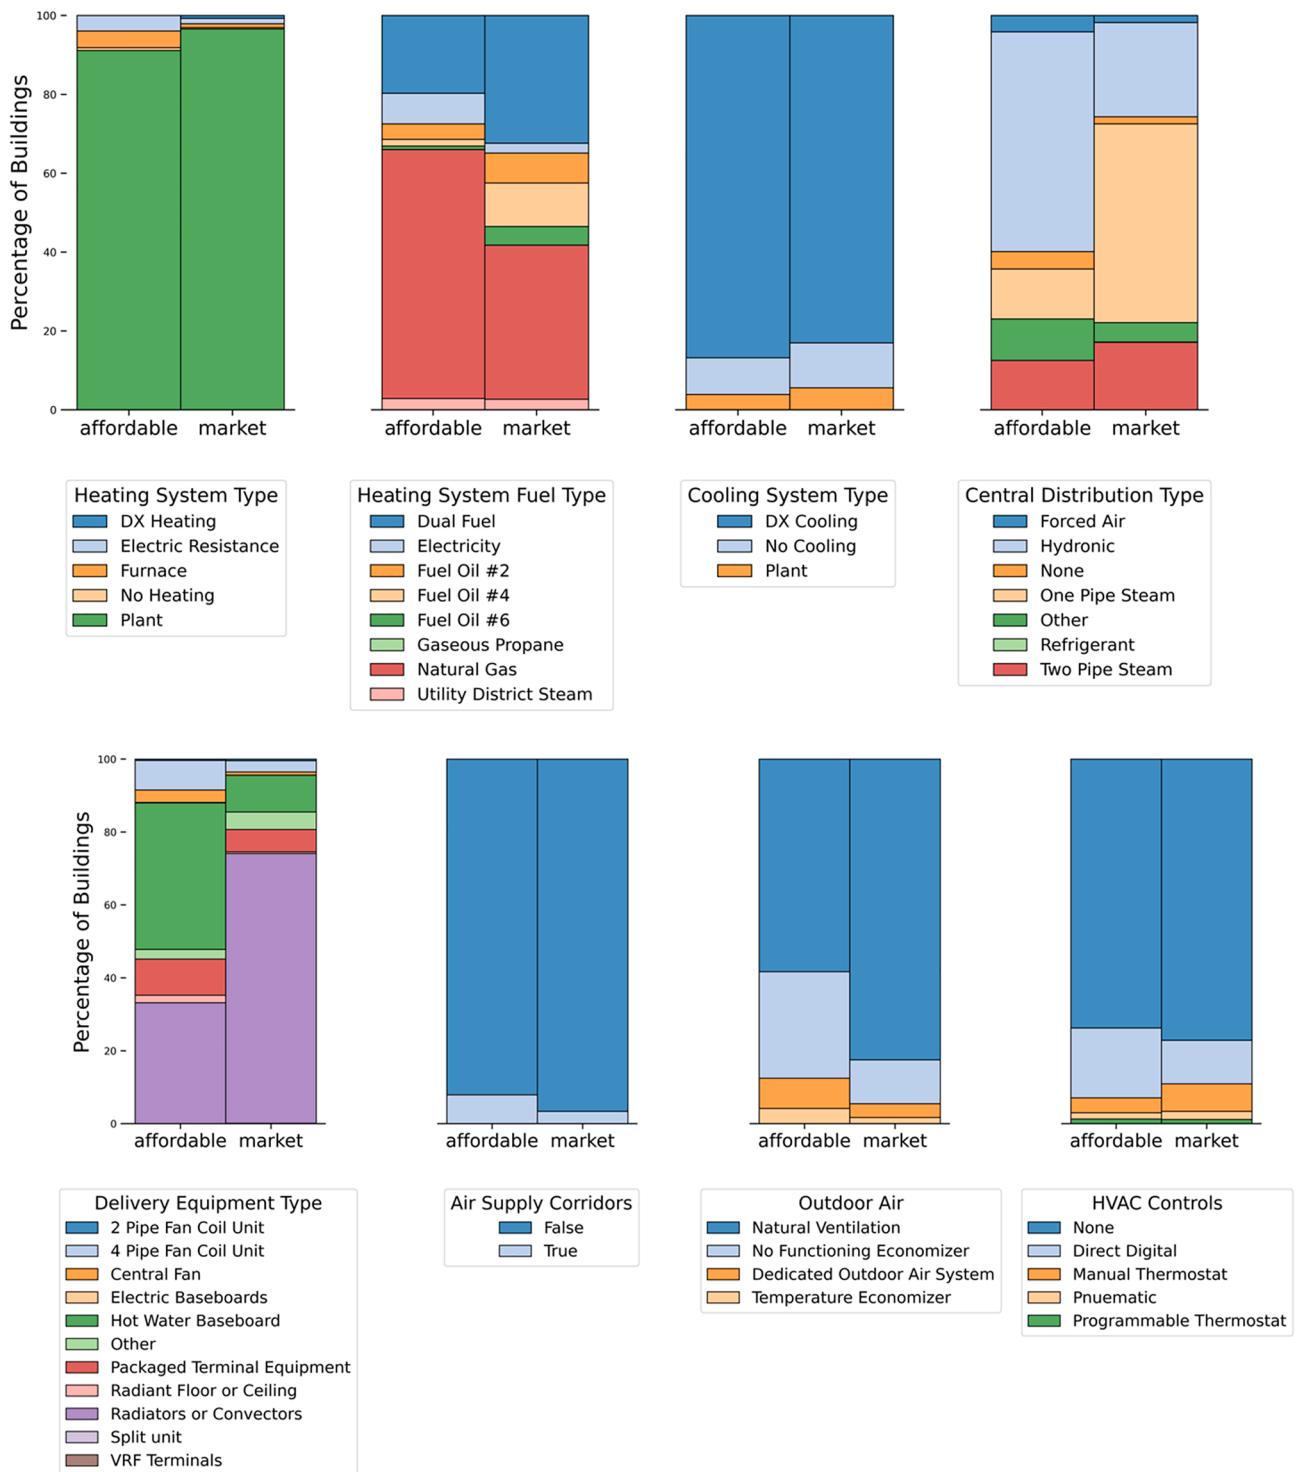 100
80
60
40
20
0
Percentage of Buildings
affordable market
affordable market
affordable market
affordable market
Heating System Type
DX Heating
Electric Resistance
Furnace
No Heating
Plant
Heating System Fuel Type
Dual Fuel
Electricity
Fuel Oil #2
Fuel Oil #4
Fuel Oil #6
Gaseous Propane
Natural Gas
Utility District Steam
Cooling System Type
DX Cooling
No Cooling
Plant
Central Distribution Type
Forced Air
Hydronic
None
One Pipe Steam
Other
Refrigerant
Two Pipe Steam
100
80
60
40
20
0
Percentage of Buildings
affordable market
affordable market
affordable market
affordable market
Delivery Equipment Type
2 Pipe Fan Coil Unit
4 Pipe Fan Coil Unit
Central Fan
Electric Baseboards
Hot Water Baseboard
Other
Packaged Terminal Equipment
Radiant Floor or Ceiling
Radiators or Convectors
Split unit
VRF Terminals
Air Supply Corridors
False
True
Outdoor Air
Natural Ventilation
No Functioning Economizer
Dedicated Outdoor Air System
Temperature Economizer
HVAC Controls
None
Direct Digital
Manual Thermostat
Pnuematic
Programmable Thermostat